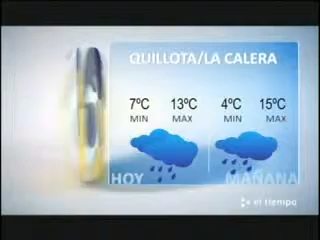 QUILLOTA/LA CALERA
7ºC 13ºC 4ºC 15ºC
MIN MAX MIN MAX
HOY MAÑANA
el tiempo